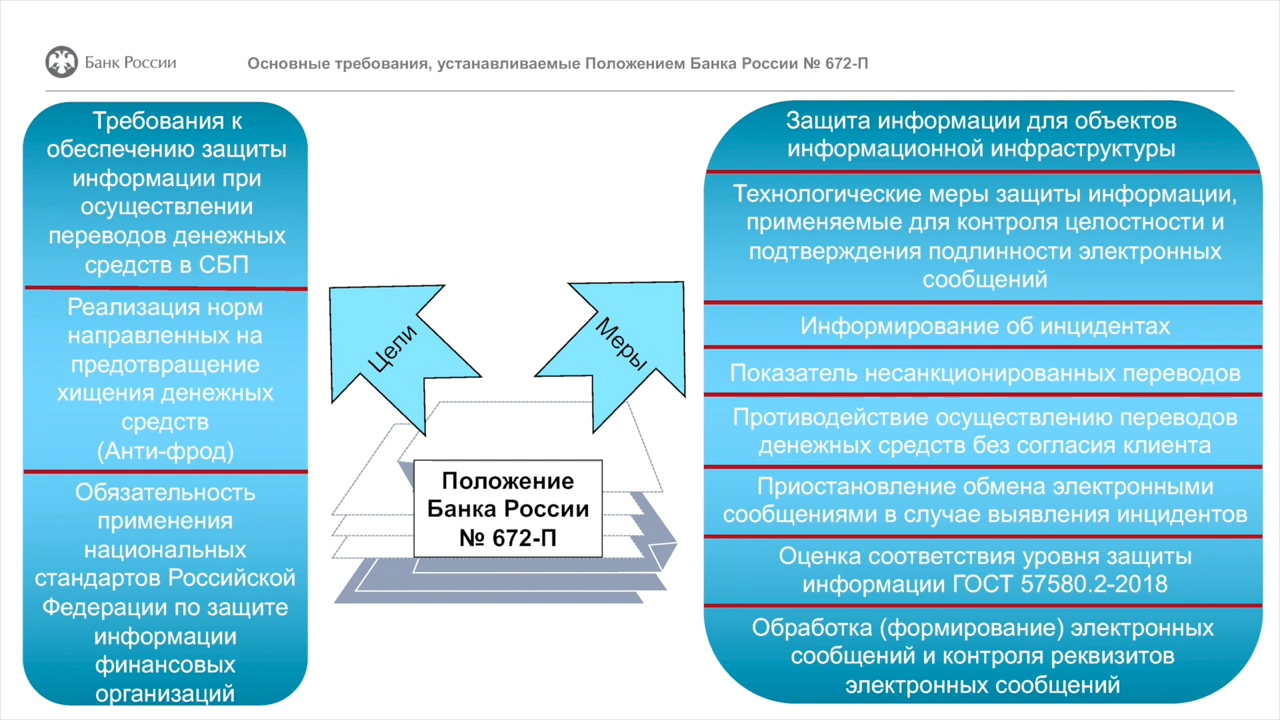 Банк России
Основные требования, устанавливаемые Положением Банка России № 672-П
Требования к
обеспечению защиты
информации при
осуществлении
переводов денежных
средств в СБП
Реализация норм
направленных на
предотвращение
хищения денежных
средств
(Анти-фрод)
Обязательность
применения
национальных
стандартов Российской
Федерации по защите
информации
финансовых
организаций
Цели
Меры
Положение
Банка России
№ 672-П
Защита информации для объектов
информационной инфраструктуры
Технологические меры защиты информации,
применяемые для контроля целостности и
подтверждения подлинности электронных
сообщений
Информирование об инцидентах
Показатель несанкционированных переводов
Противодействие осуществлению переводов
денежных средств без согласия клиента
Приостановление обмена электронными
сообщениями в случае выявления инцидентов
Оценка соответствия уровня защиты
информации ГОСТ 57580.2-2018
Обработка (формирование) электронных
сообщений и контроля реквизитов
электронных сообщений